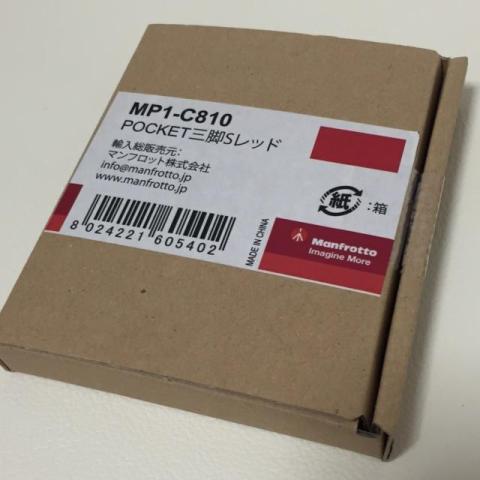 MP1-C810
POCKET三脚Sレッド
輸入総販売元:
マンフロット株式会社
info@manfrotto.jp
www.manfrotto.jp
紙:箱
8 024221 605402
MADE IN CHINA
Manfrotto
Imagine More